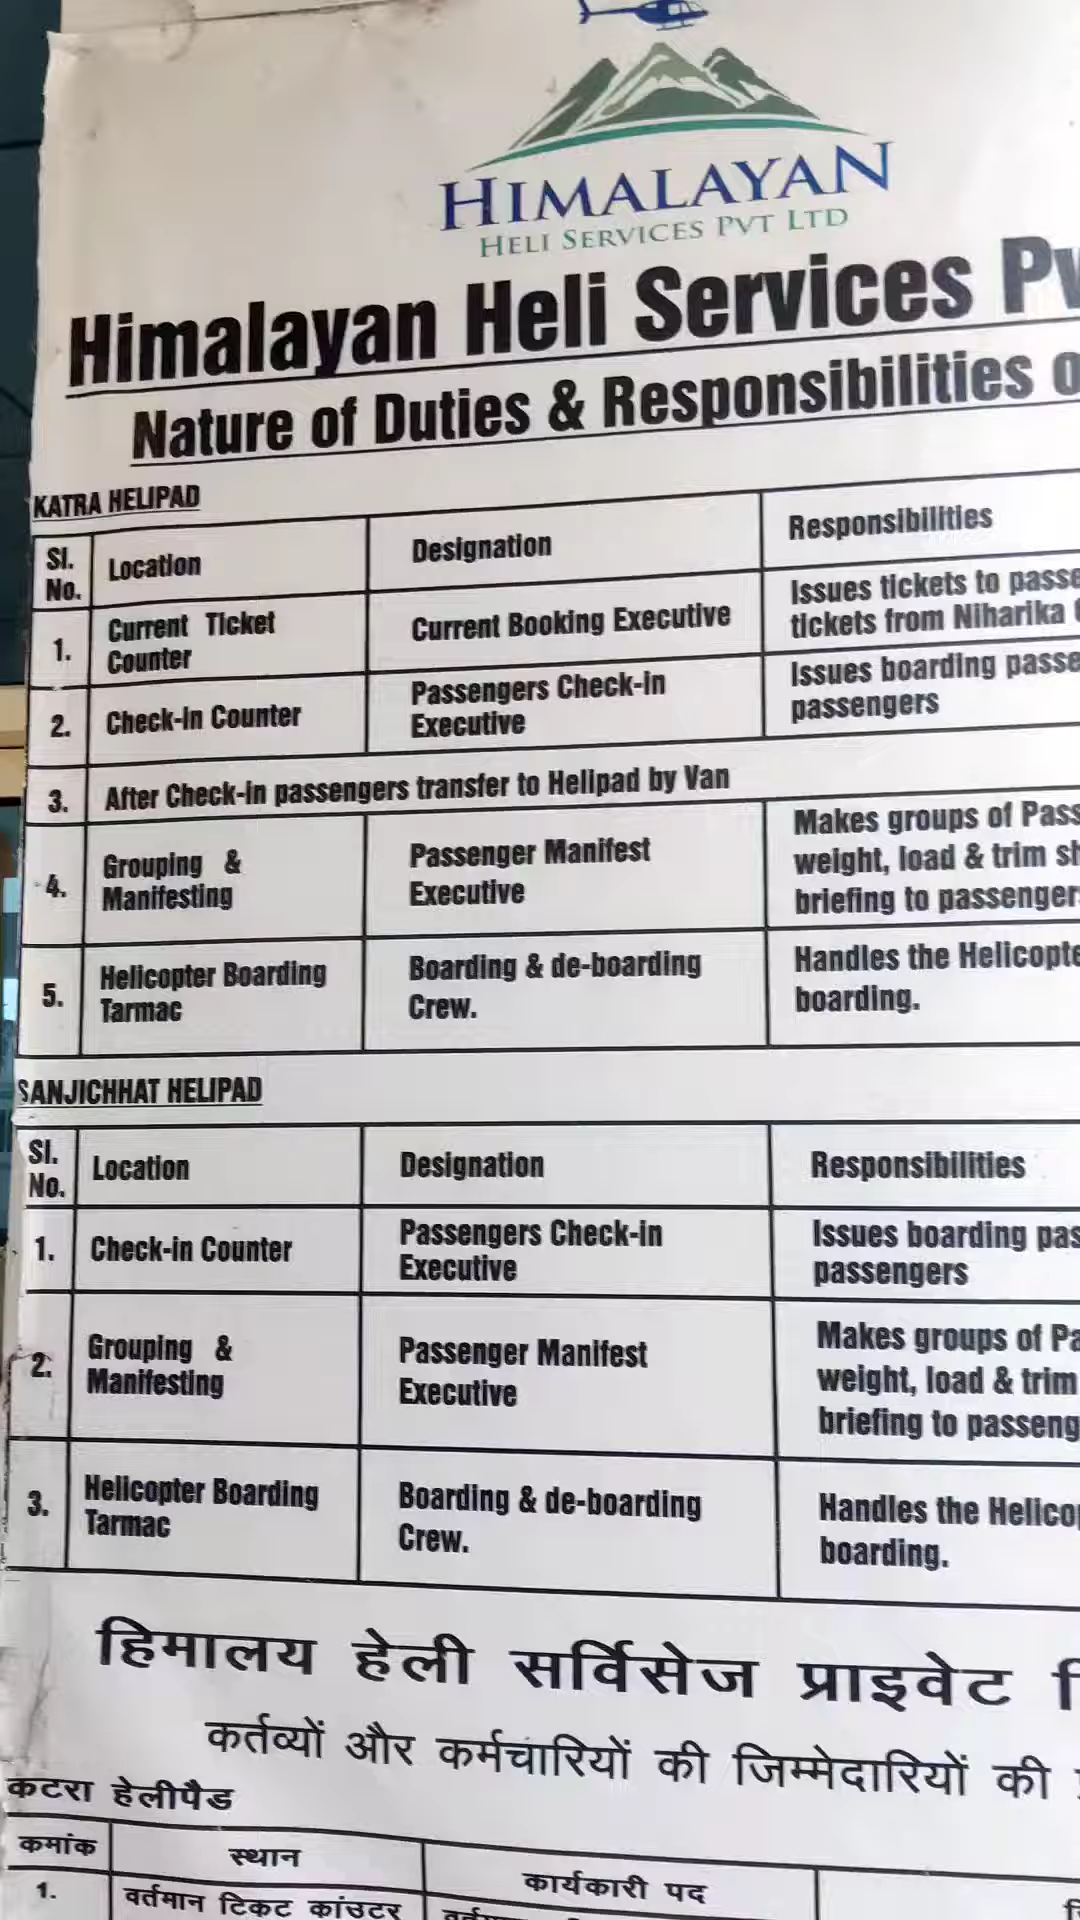 HIMALAYAN
HELI SERVICES PVT LTD
Himalayan Heli Services
Nature of Duties & Responsibilities
KATRA HELIPAD
Sl. No.
Location
Designation
Responsibilities
1.
Current Ticket
Counter
Current Booking Executive
Issues tickets to
tickets from Niharika
2.
Check-in Counter
Passengers Check-in
Executive
Issues boarding
passengers
3.
After Check-in passengers transfer to Helipad by Van
4.
Grouping &
Manifesting
Passenger Manifest
Executive
Makes groups of
weight, load & trim
briefing to
5.
Helicopter Boarding
Tarmac
Boarding & de-boarding
Crew.
Handles the
boarding.
SANJICHHAT HELIPAD
Sl. No.
Location
Designation
Responsibilities
1.
Check-in Counter
Passengers Check-in
Executive
Issues boarding
passengers
2.
Grouping &
Manifesting
Passenger Manifest
Executive
Makes groups of
weight, load & trim
briefing to
3.
Helicopter Boarding
Tarmac
Boarding & de-boarding
Crew.
Handles the
boarding.
हिमालय हेली सर्विसेज प्राइवेट
कर्तव्यों और कर्मचारियों की जिम्मेदारियों की
कटरा हेलीपैड
कमांक
स्थान
कार्यकारी पद
1.
वर्तमान टिकट कांउटर